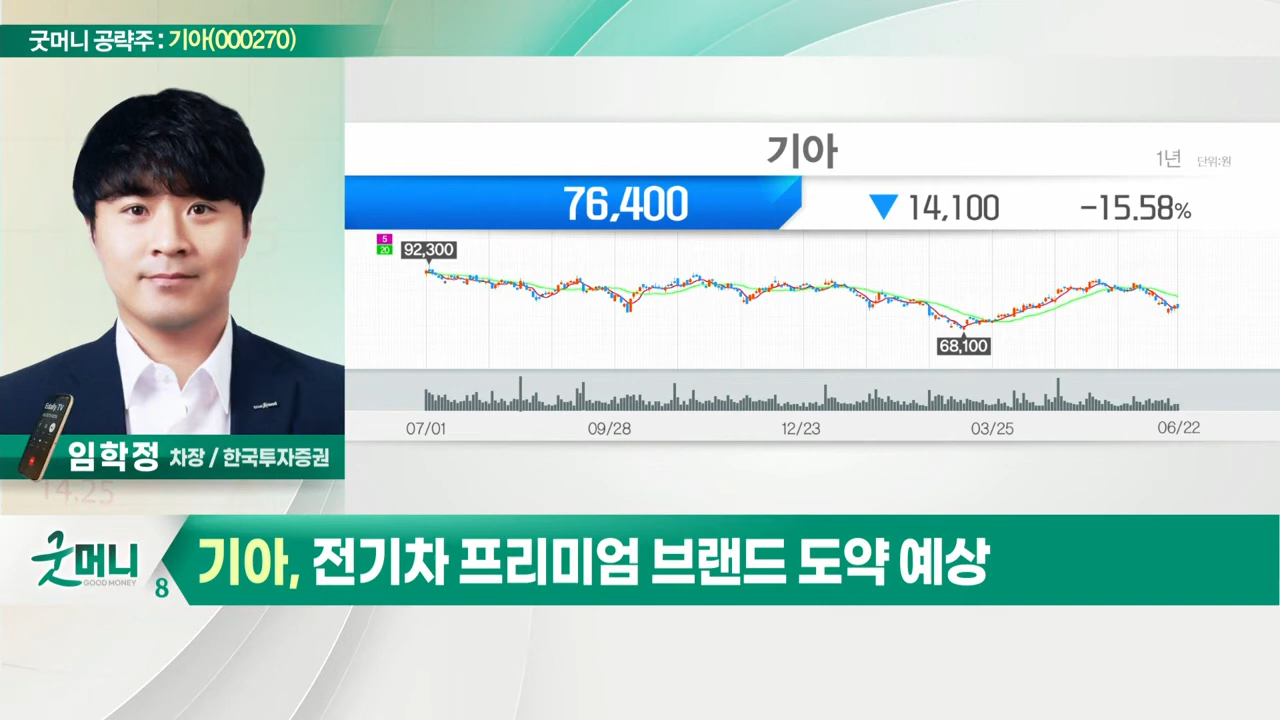 굿머니 공략주 : 기아(000270)
기아
1년 단위:원
76,400 ▼ 14,100 -15.58%
5
20
92,300
68,100
07/01 09/28 12/23 03/25 06/22
임학정 차장 / 한국투자증권
14.25
굿머니
GOOD MONEY
8
기아, 전기차 프리미엄 브랜드 도약 예상